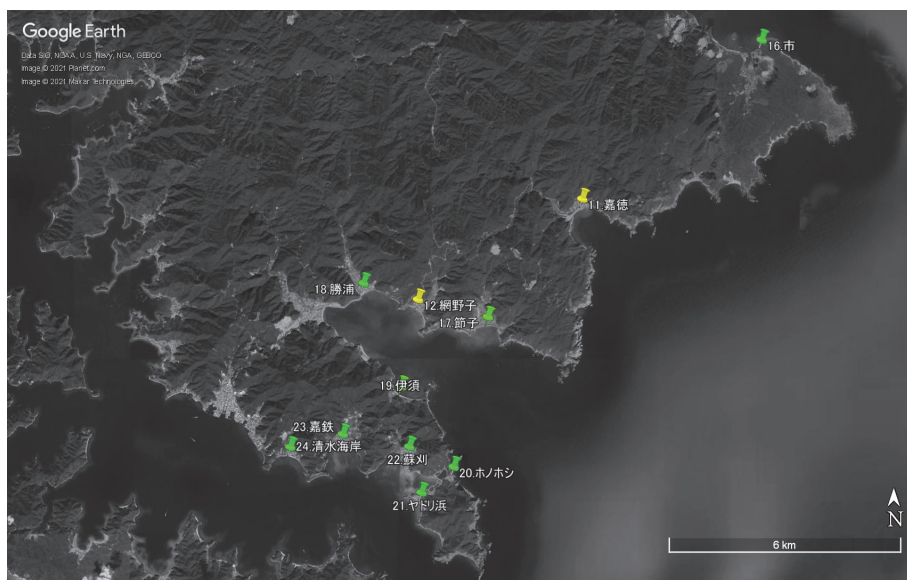 Google Earth
Data SIO, NOAA, U.S. Navy, NGA, GEBCO
Image © 2021 Planet.com
Image © 2021 Maxar Technologies
16.市
11.嘉徳
18.勝浦
12.網野子
17.節子
19.伊須
23.嘉鉄
24.清水海岸
22.蘇刈
20.ホノホシ
21.ヤドリ浜
N
6 km